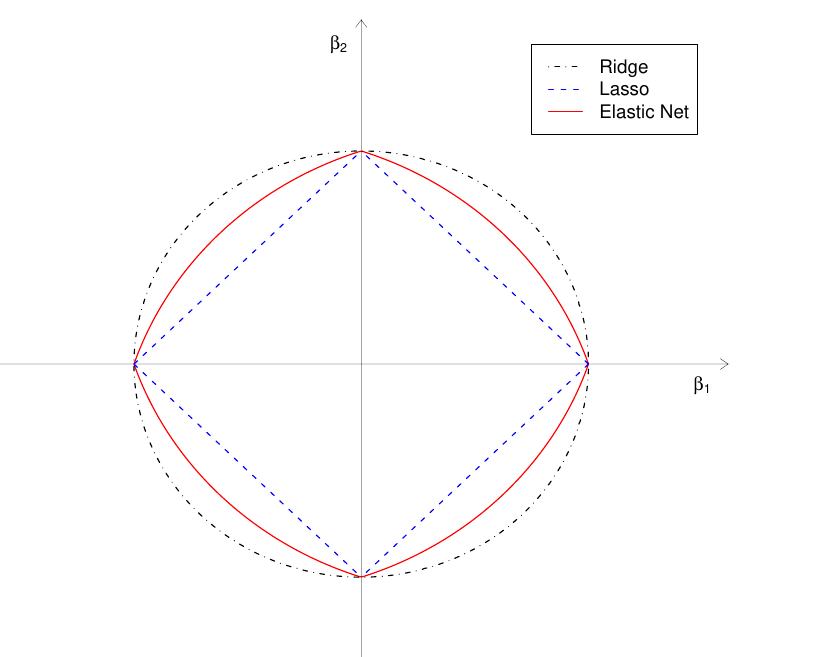 β₂
Ridge
Lasso
Elastic Net
β₁